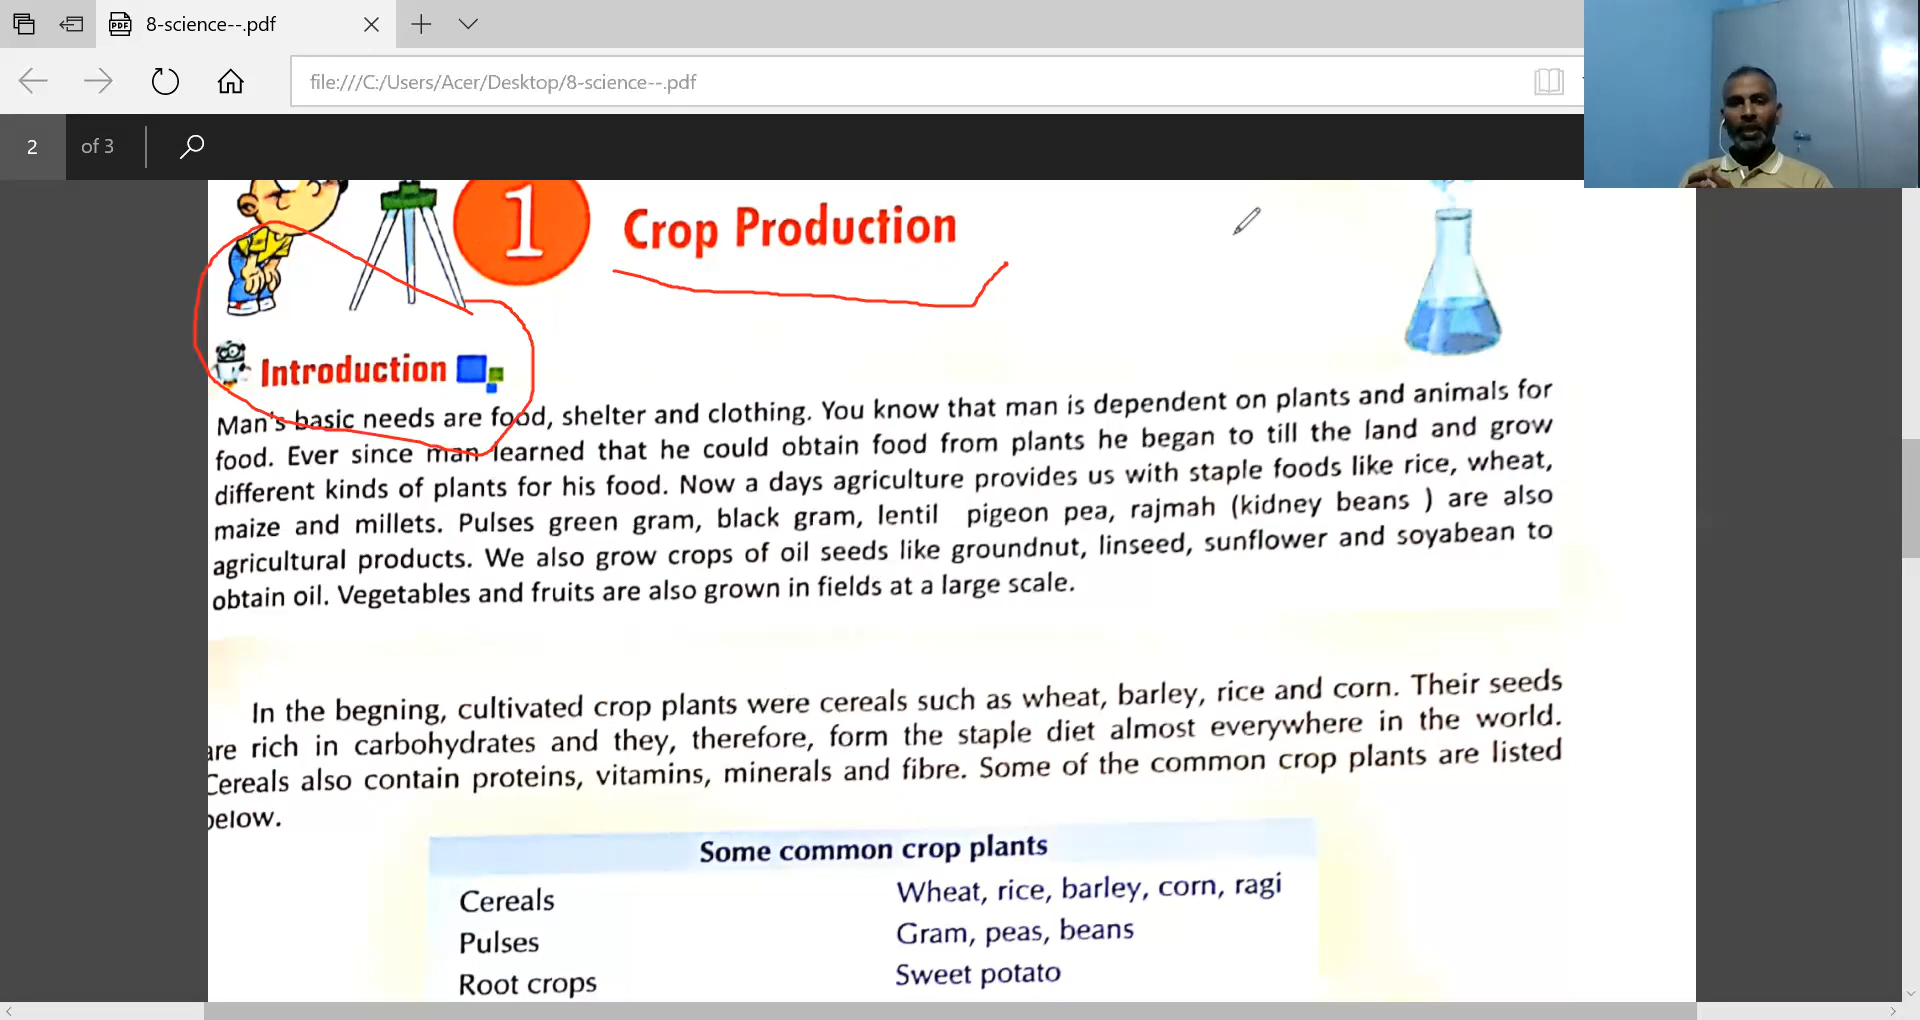 8-science--.pdf
file:///C:/Users/Acer/Desktop/8-science--.pdf
2 of 3
1 Crop Production
Introduction
Man's basic needs are food, shelter and clothing. You know that man is dependent on plants and animals for
food. Ever since man learned that he could obtain food from plants he began to till the land and grow
different kinds of plants for his food. Now a days agriculture provides us with staple foods like rice, wheat,
maize and millets. Pulses green gram, black gram, lentil pigeon pea, rajmah (kidney beans ) are also
agricultural products. We also grow crops of oil seeds like groundnut, linseed, sunflower and soyabean to
obtain oil. Vegetables and fruits are also grown in fields at a large scale.
In the begning, cultivated crop plants were cereals such as wheat, barley, rice and corn. Their seeds
are rich in carbohydrates and they, therefore, form the staple diet almost everywhere in the world.
Cereals also contain proteins, vitamins, minerals and fibre. Some of the common crop plants are listed
below.
Some common crop plants
Cereals Wheat, rice, barley, corn, ragi
Pulses Gram, peas, beans
Root crops Sweet potato